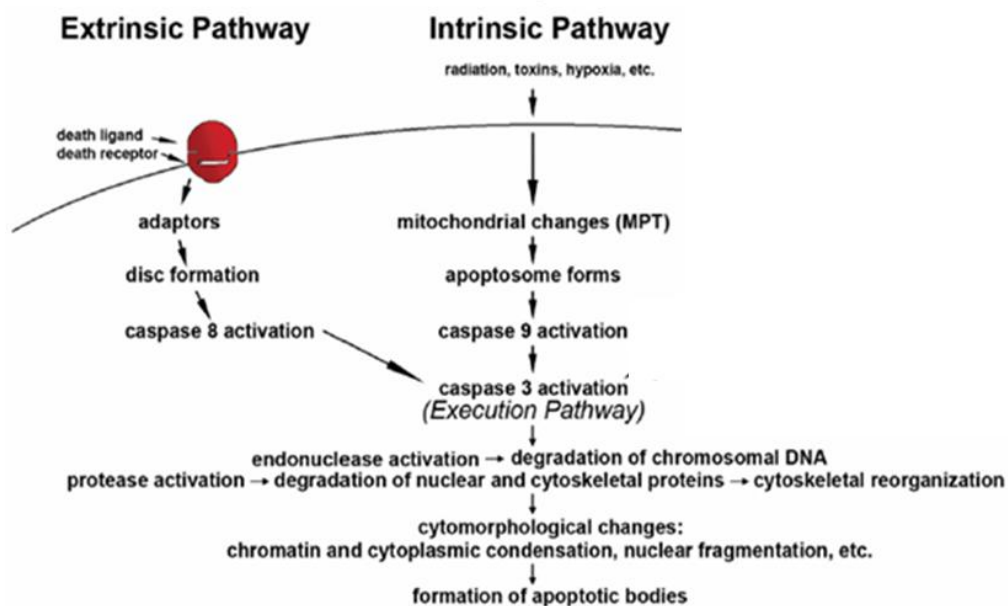 Extrinsic Pathway
Intrinsic Pathway
radiation, toxins, hypoxia, etc.
death ligand
death receptor
adaptors
mitochondrial changes (MPT)
disc formation
apoptosome forms
caspase 8 activation
caspase 9 activation
caspase 3 activation
(Execution Pathway)
endonuclease activation → degradation of chromosomal DNA
protease activation → degradation of nuclear and cytoskeletal proteins → cytoskeletal reorganization
cytomorphological changes:
chromatin and cytoplasmic condensation, nuclear fragmentation, etc.
formation of apoptotic bodies